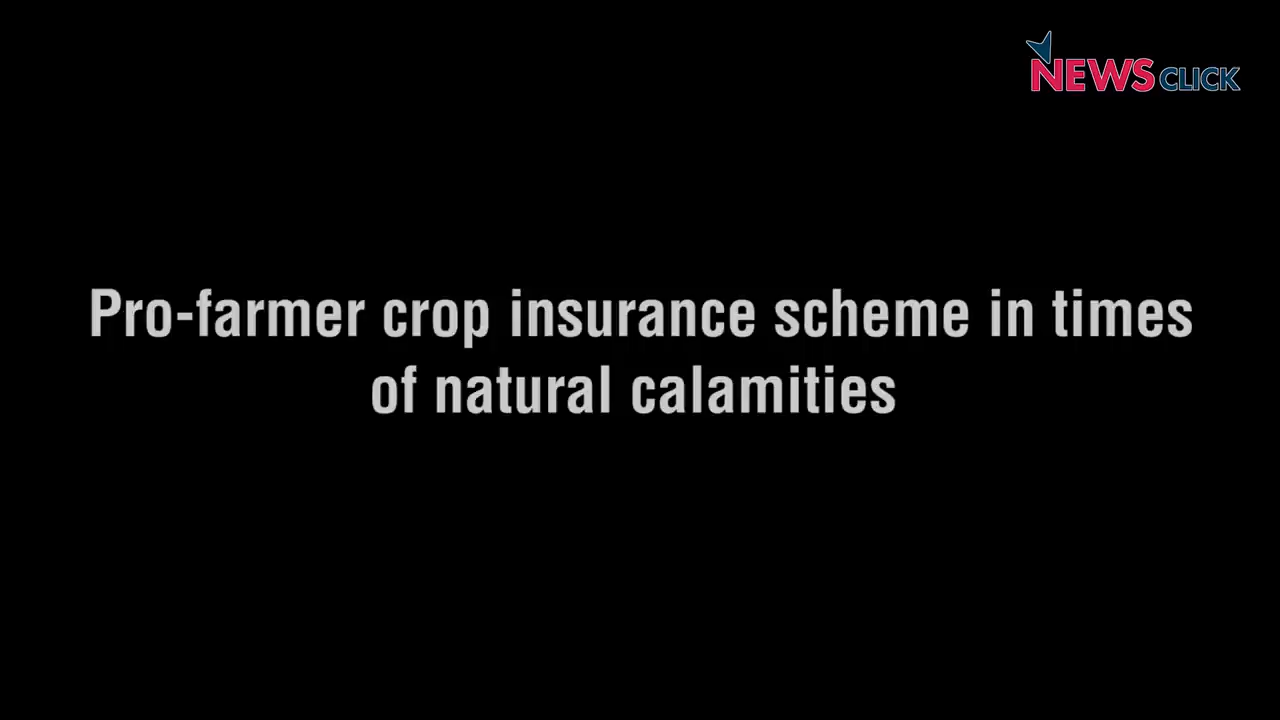 NEWSCLICK
Pro-farmer crop insurance scheme in times
of natural calamities